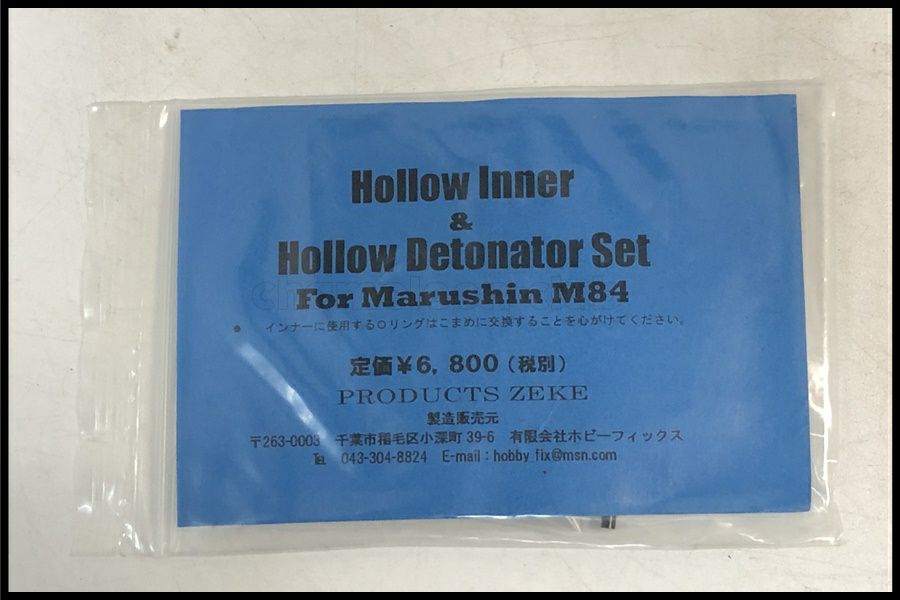 Hollow Inner
&
Hollow Detonator Set
For Marushin M84
● インナーに使用するOリングはこまめに交換することを心がけてください。
定価¥6,800(税別)
PRODUCTS ZEKE
製造販売元
〒263-0003 千葉市稲毛区小深町39-6 有限会社ホビーフィックス
℡ 043-304-8824 E-mail:hobby_fix@msn.com